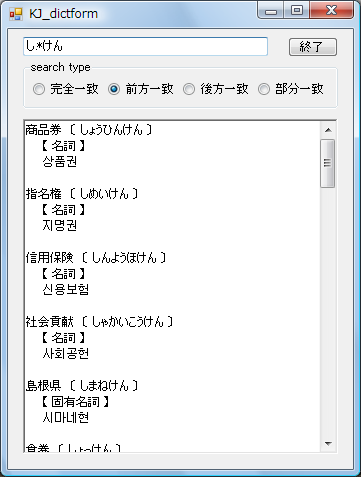 KJ_dictform
し*けん
終了
search type
完全一致 前方一致 後方一致 部分一致
商品券 〔 しょうひんけん 〕
【 名詞 】
상품권
指名権 〔 しめいけん 〕
【 名詞 】
지명권
信用保険 〔 しんようほけん 〕
【 名詞 】
신용보험
社会貢献 〔 しゃかいこうけん 〕
【 名詞 】
사회공헌
島根県 〔 しまねけん 〕
【 固有名詞 】
시마네현
食券 〔 しょっけん 〕